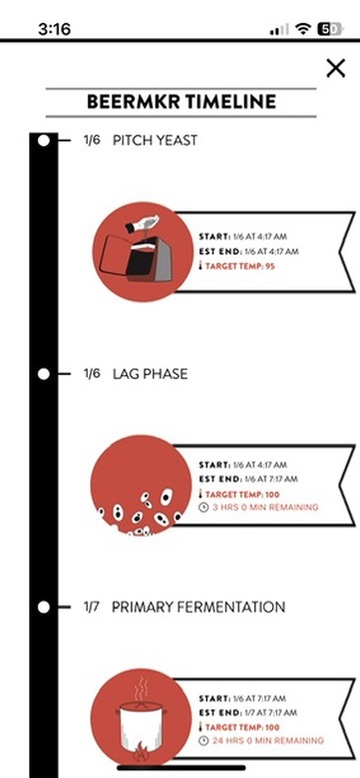 3:16
50
BEERMKR TIMELINE
1/6 PITCH YEAST
START: 1/6 AT 4:17 AM
EST END: 1/6 AT 4:17 AM
TARGET TEMP: 95
1/6 LAG PHASE
START: 1/6 AT 4:17 AM
EST END: 1/6 AT 7:17 AM
TARGET TEMP: 100
3 HRS 0 MIN REMAINING
1/7 PRIMARY FERMENTATION
START: 1/6 AT 7:17 AM
EST END: 1/7 AT 7:17 AM
TARGET TEMP: 100
24 HRS 0 MIN REMAINING